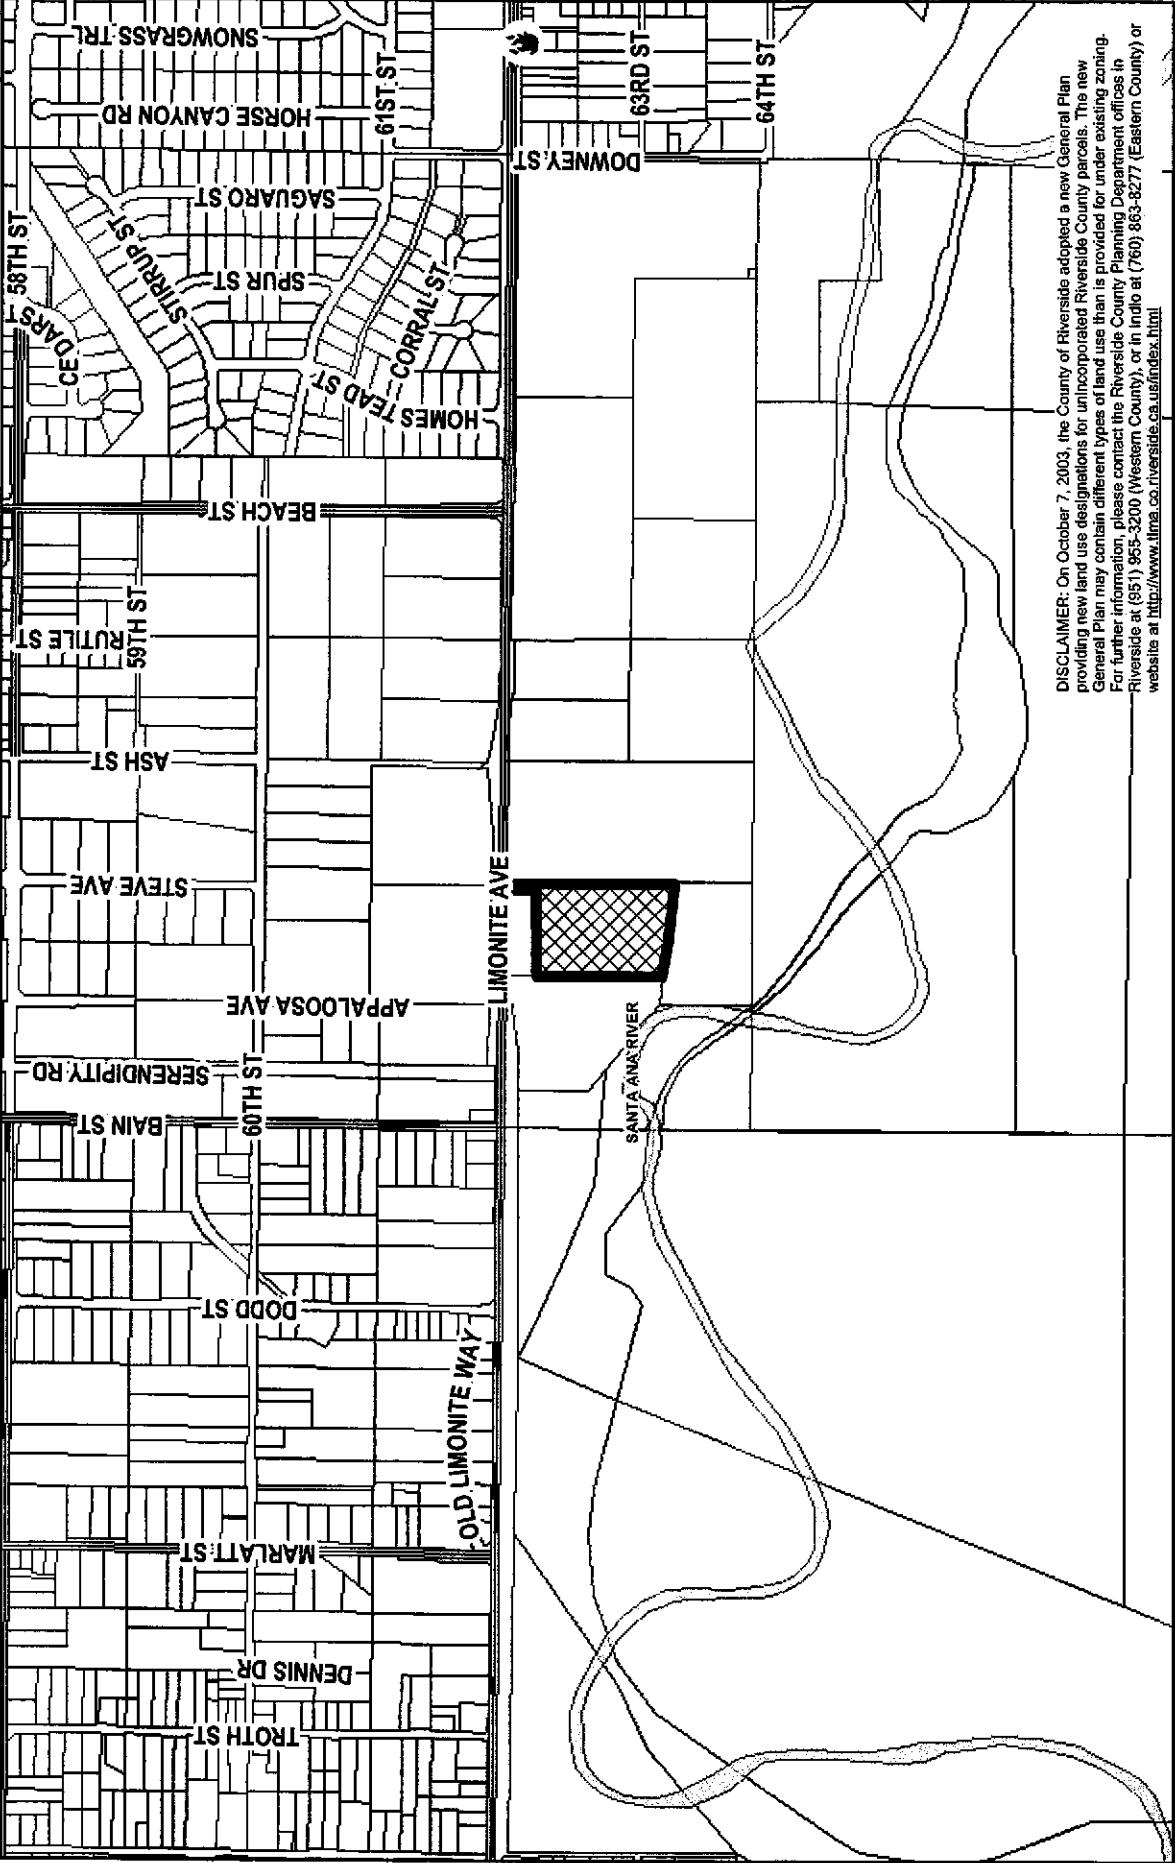 58TH ST
CEDAR ST
SNOWGRASS TRL
HORSE CANYON RD
61ST ST
STIRRUP ST
SAGUARO ST
SPUR ST
CORRAL ST
HOMESTEAD ST
DOWNEY ST
63RD ST
64TH ST
BEACH ST
RUTILE ST
59TH ST
ASH ST
STEVE AVE
LIMONITE AVE
APPALOOSA AVE
SERENDIPITY RD
60TH ST
BAIN ST
SANTA ANA RIVER
DODD ST
OLD LIMONITE WAY
MARLATT ST
DENNIS DR
TROTH ST
DISCLAIMER: On October 7, 2003, the County of Riverside adopted a new General Plan
providing new land use designations for unincorporated Riverside County parcels. The new
General Plan may contain different types of land use than is provided for under existing zoning.
For further information, please contact the Riverside County Planning Department offices in
Riverside at (951) 955-3200 (Western County), or in Indio at (760) 863-8277 (Eastern County) or
website at http://www.tlma.co.riverside.ca.us/index.html